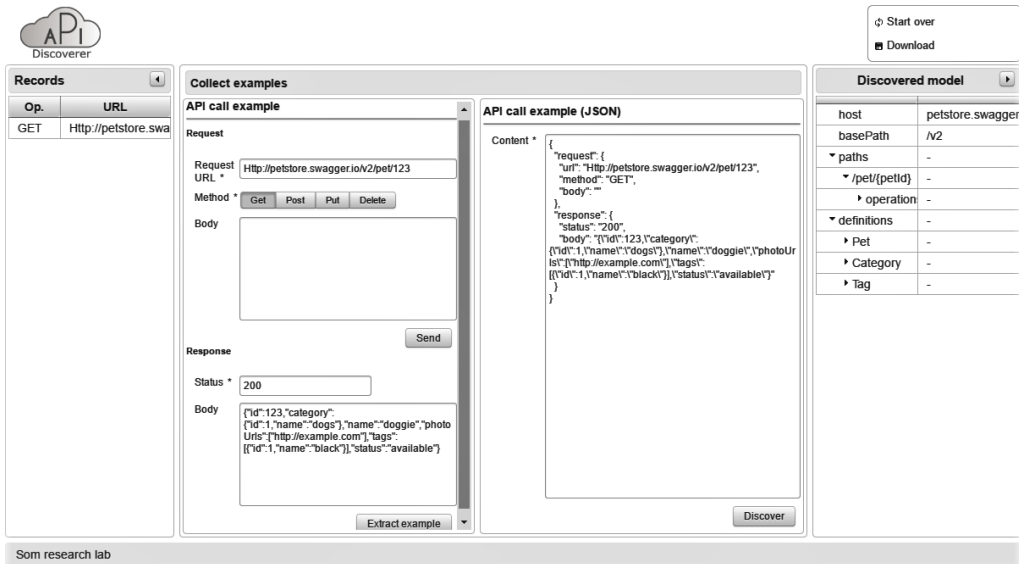 API
Discoverer
Start over
Download
Records
Op. URL
GET Http://petstore.swa
Collect examples
API call example
Request
Request URL * Http://petstore.swagger.io/v2/pet/123
Method * Get Post Put Delete
Body
Send
Response
Status * 200
Body {"id":123,"category":
{"id":1,"name":"dogs"},"name":"doggie","photo
Urls":["http://example.com"],"tags":
[{"id":1,"name":"black"}],"status":"available"}
Extract example
API call example (JSON)
Content * {
"request": {
"url": "Http://petstore.swagger.io/v2/pet/123",
"method": "GET",
"body": ""
},
"response": {
"status": "200",
"body": "{\"id\":123,\"category\":
{\"id\":1,\"name\":\"dogs\"},\"name\":\"doggie\",\"photoUr
ls\":[\"http://example.com\"],\"tags\":
[{\"id\":1,\"name\":\"black\"}],\"status\":\"available\"}"
}
}
Discover
Discovered model
host petstore.swagger
basePath /v2
paths -
/pet/{petId} -
operation: -
definitions -
Pet -
Category -
Tag -
Som research lab